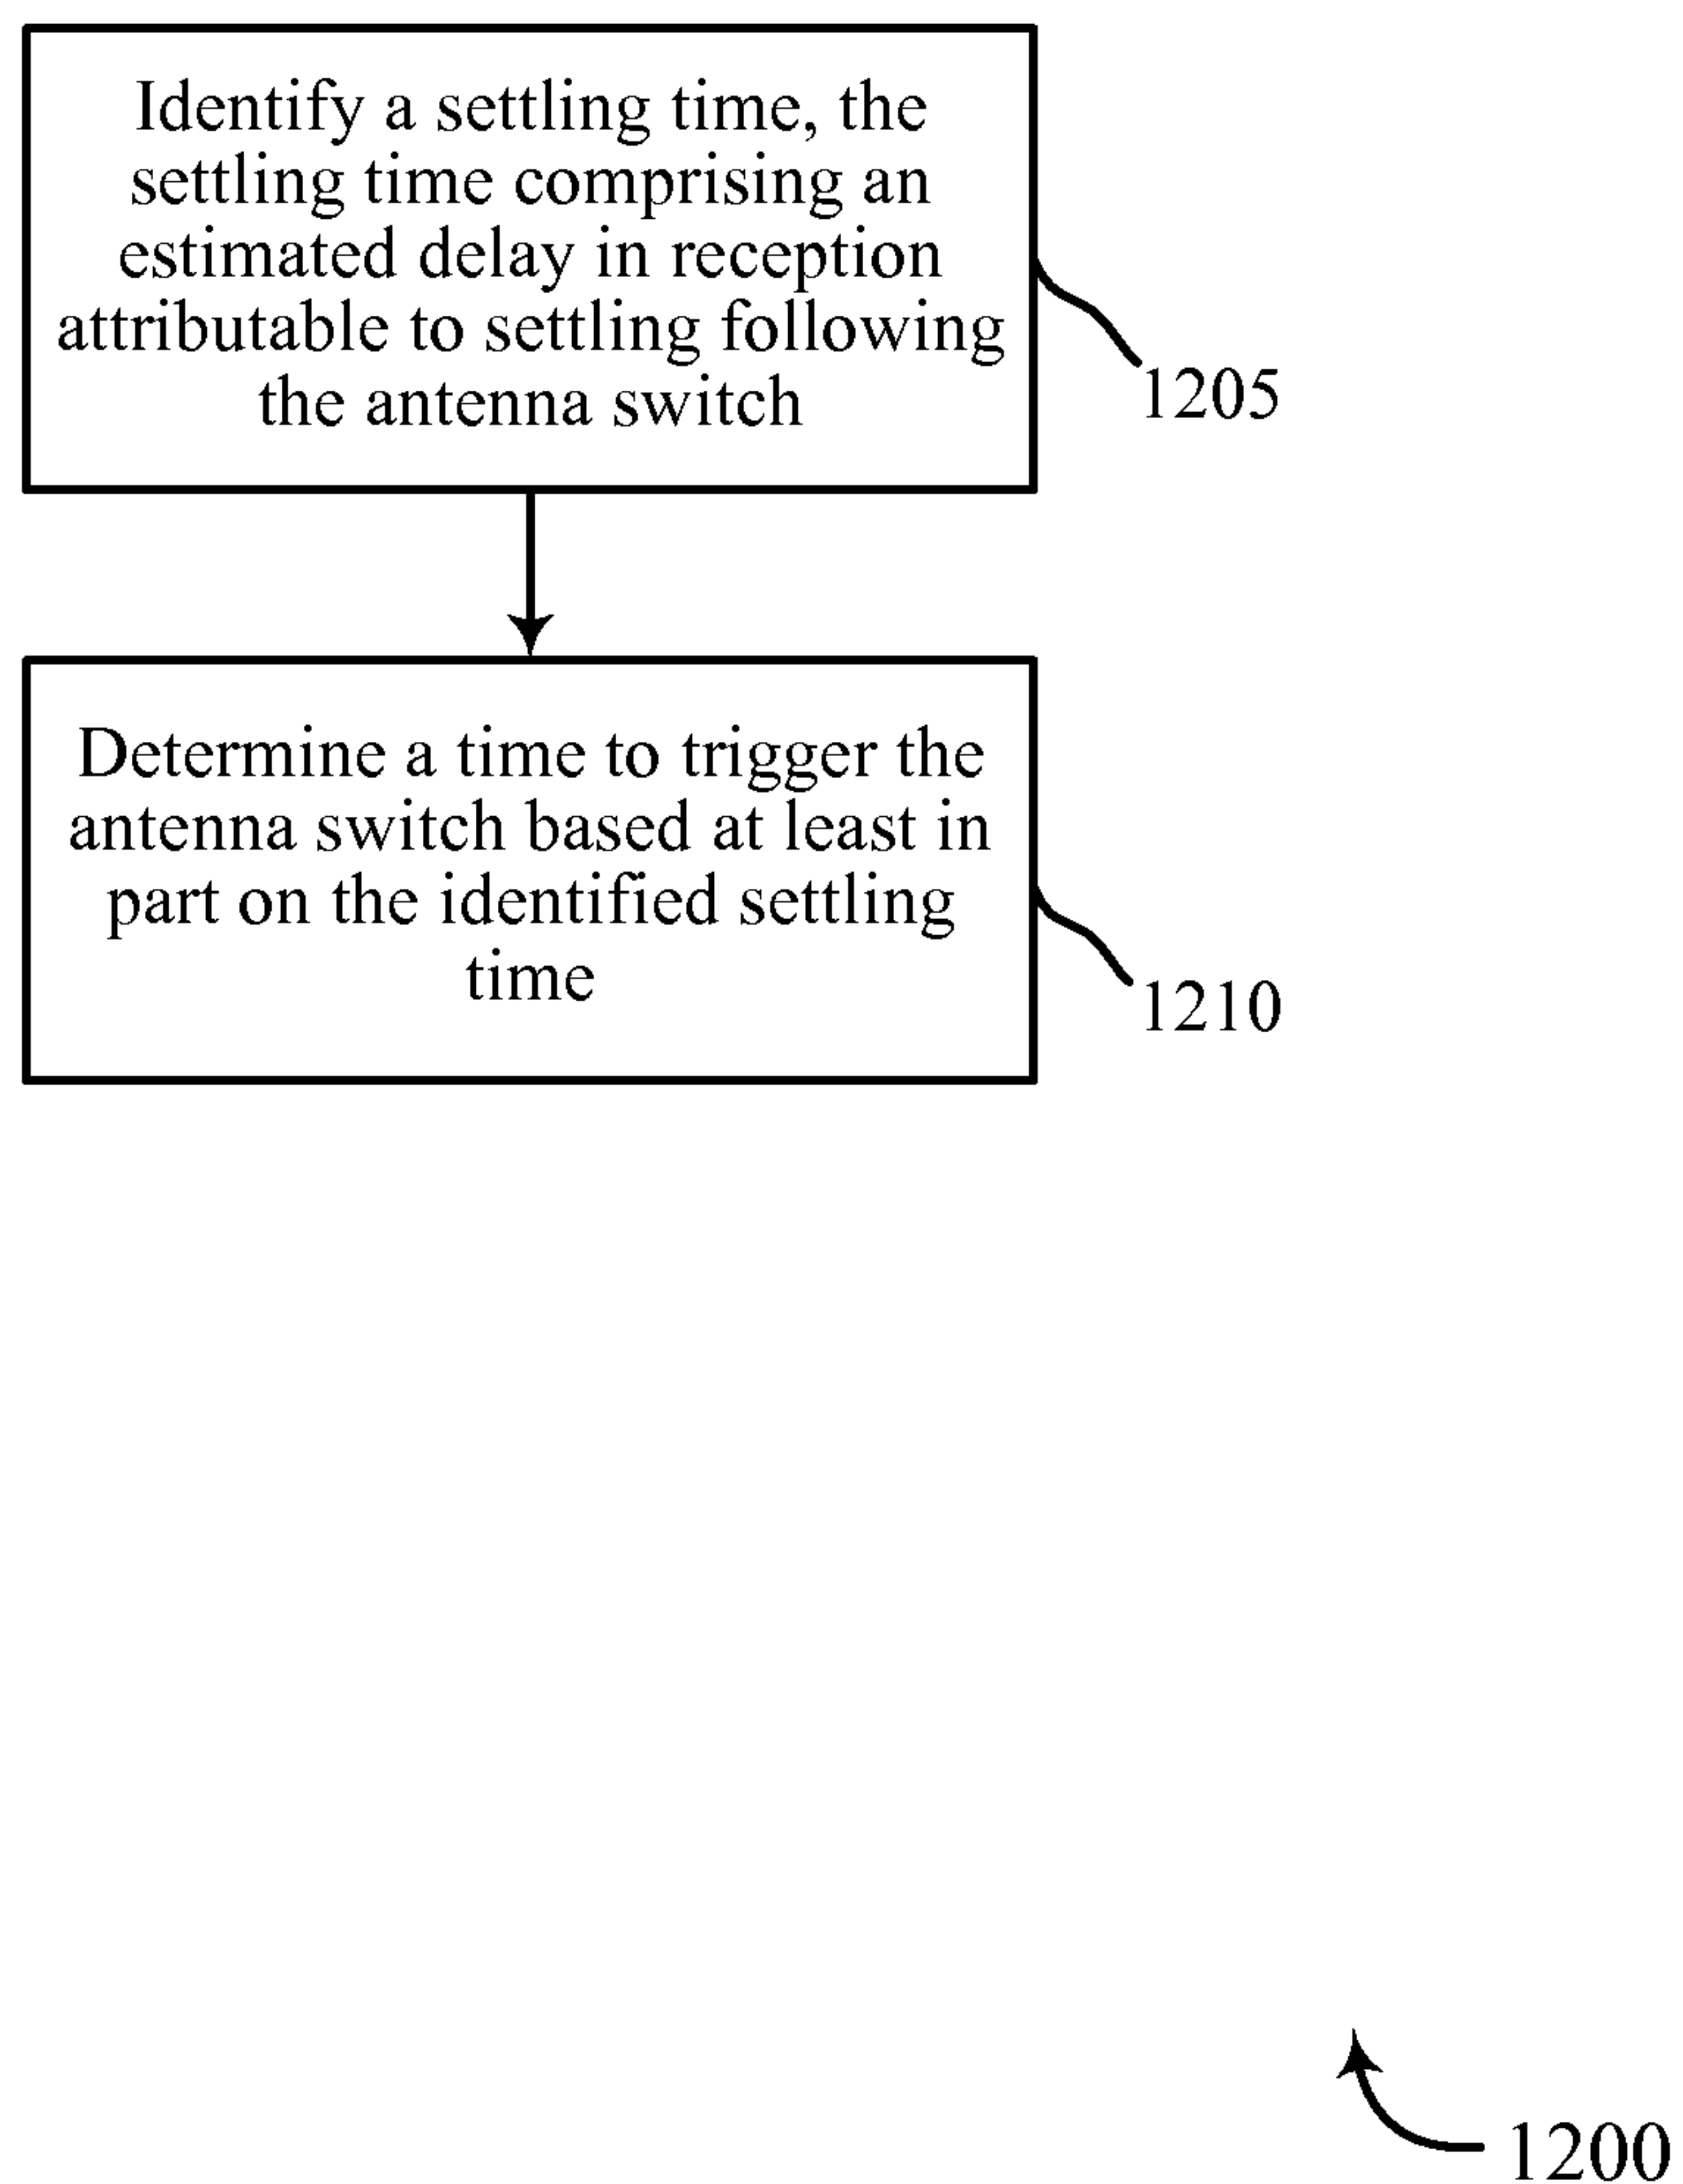 Identify a settling time, the
settling time comprising an
estimated delay in reception
attributable to settling following
the antenna switch
1205
Determine a time to trigger the
antenna switch based at least in
part on the identified settling
time
1210
1200